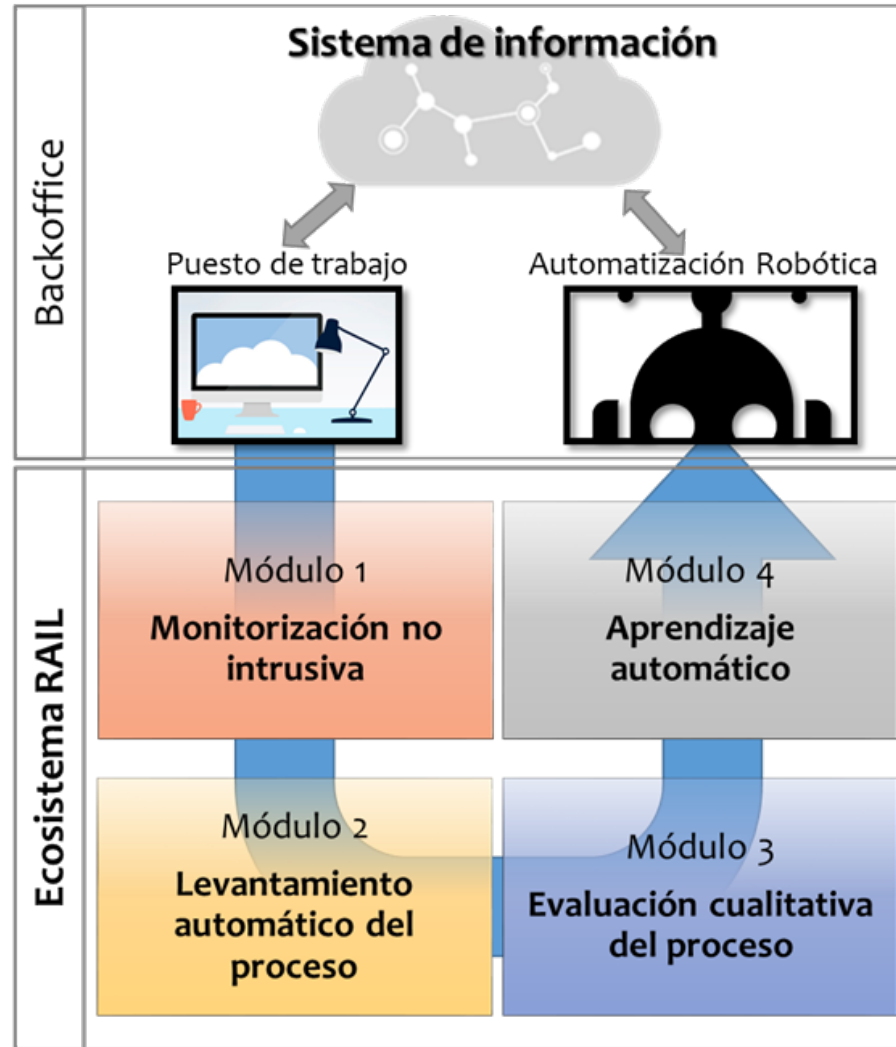 Sistema de información
Backoffice
Puesto de trabajo
Automatización Robótica
Ecosistema RAIL
Módulo 1
Monitorización no
intrusiva
Módulo 4
Aprendizaje
automático
Módulo 2
Levantamiento
automático del
proceso
Módulo 3
Evaluación cualitativa
del proceso